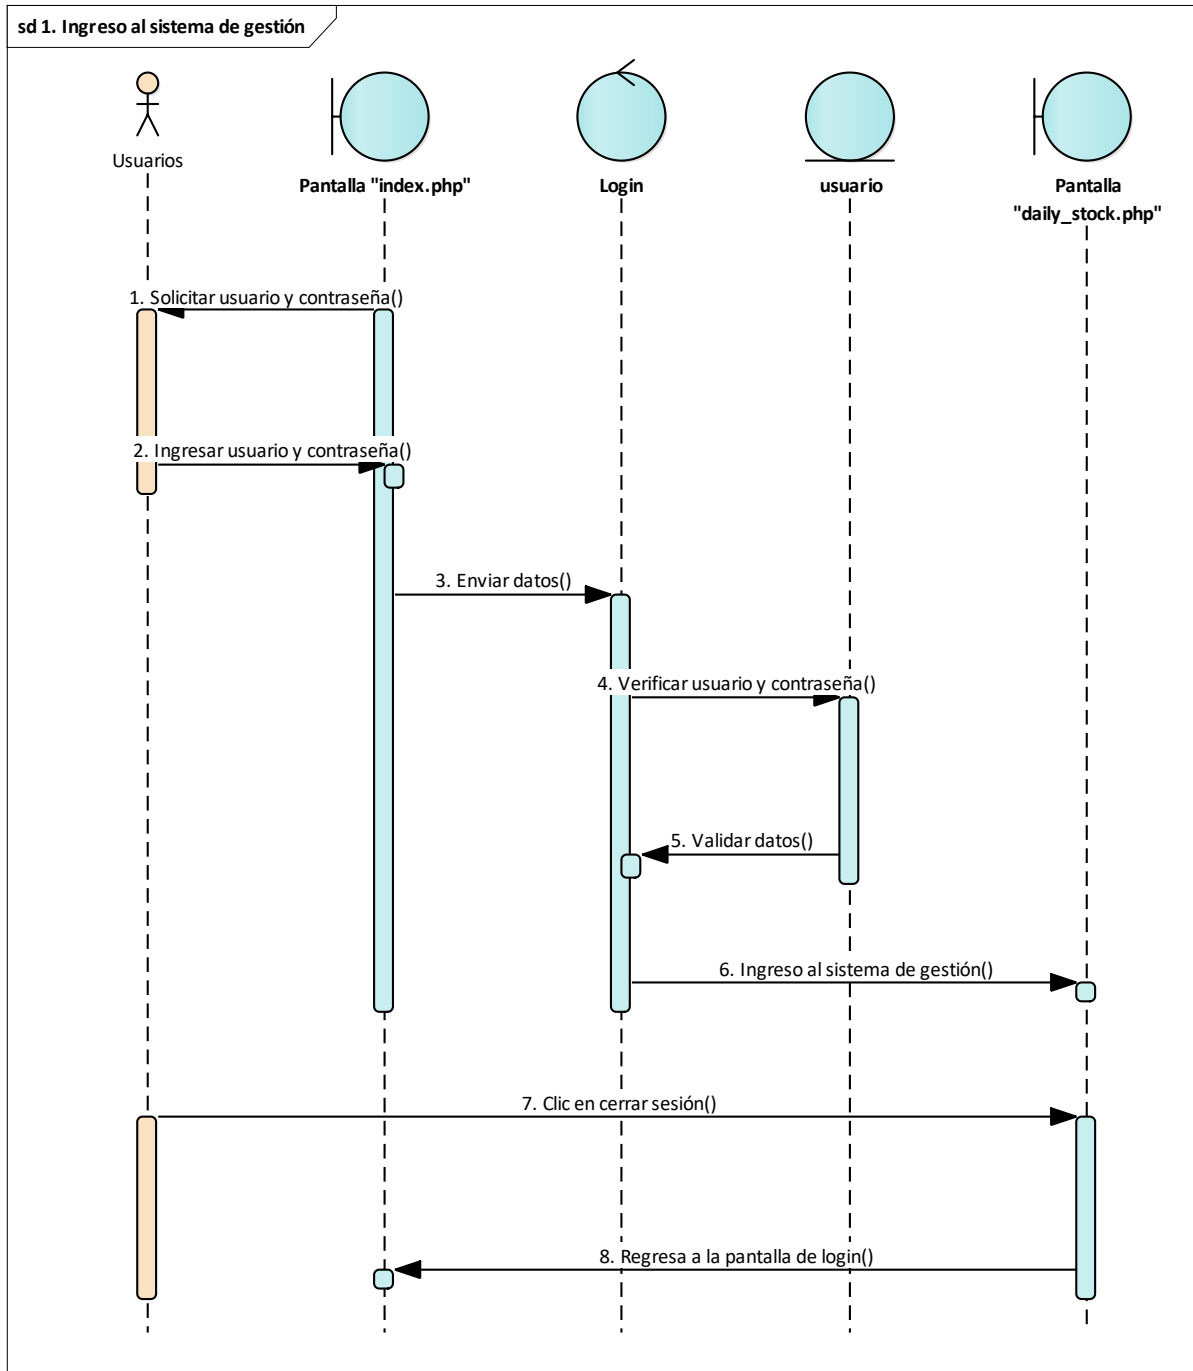 sd 1. Ingreso al sistema de gestión
Usuarios
Pantalla "index.php"
Login
usuario
Pantalla
"daily_stock.php"
1. Solicitar usuario y contraseña()
2. Ingresar usuario y contraseña()
3. Enviar datos()
4. Verificar usuario y contraseña()
5. Validar datos()
6. Ingreso al sistema de gestión()
7. Clic en cerrar sesión()
8. Regresa a la pantalla de login()